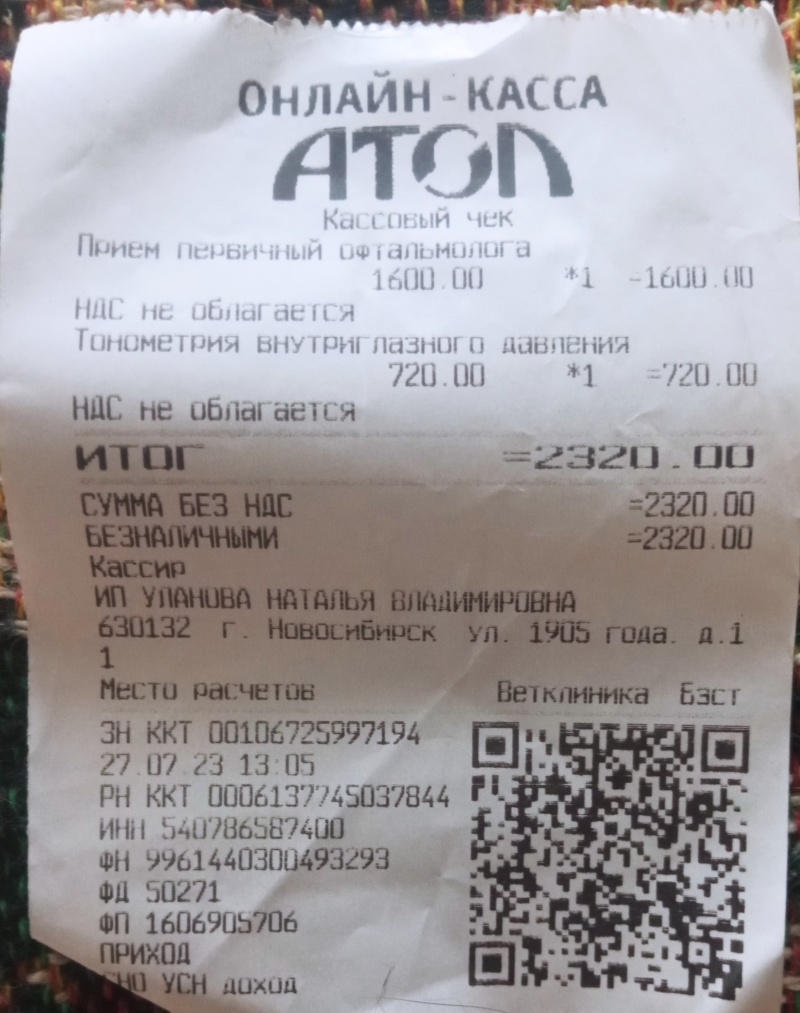 ОНЛАЙН-КАССА
АТОЛ
Кассовый чек
Прием первичный офтальмолога
1600.00 *1 =1600.00
НДС не облагается
Тонометрия внутриглазного давления
720.00 *1 =720.00
НДС не облагается
ИТОГ =2320.00
СУММА БЕЗ НДС =2320.00
БЕЗНАЛИЧНЫМИ =2320.00
Кассир
ИП УЛАНОВА НАТАЛЬЯ ВЛАДИМИРОВНА
630132 г. Новосибирск ул. 1905 года. д.1
1
Место расчетов Ветклиника Бэст
ЗН ККТ 00106725997194
27.07.23 13:05
РН ККТ 0006137745037844
ИНН 540786587400
ФН 9961440300493293
ФД 50271
ФП 1606905706
ПРИХОД
СНО УСН доход